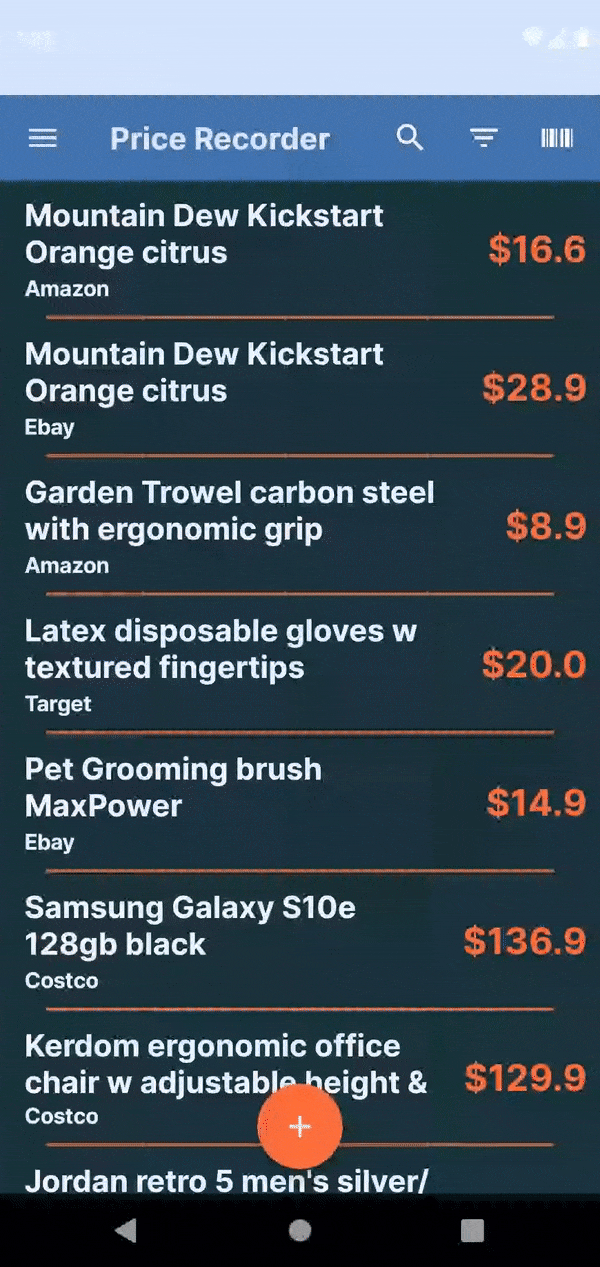 Price Recorder
Mountain Dew Kickstart
Orange citrus
$16.6
Amazon
Mountain Dew Kickstart
Orange citrus
$28.9
Ebay
Garden Trowel carbon steel
with ergonomic grip
$8.9
Amazon
Latex disposable gloves w
textured fingertips
$20.0
Target
Pet Grooming brush
MaxPower
$14.9
Ebay
Samsung Galaxy S10e
128gb black
$136.9
Costco
Kerdom ergonomic office
chair w adjustable height &
$129.9
Costco
Jordan retro 5 men's silver/